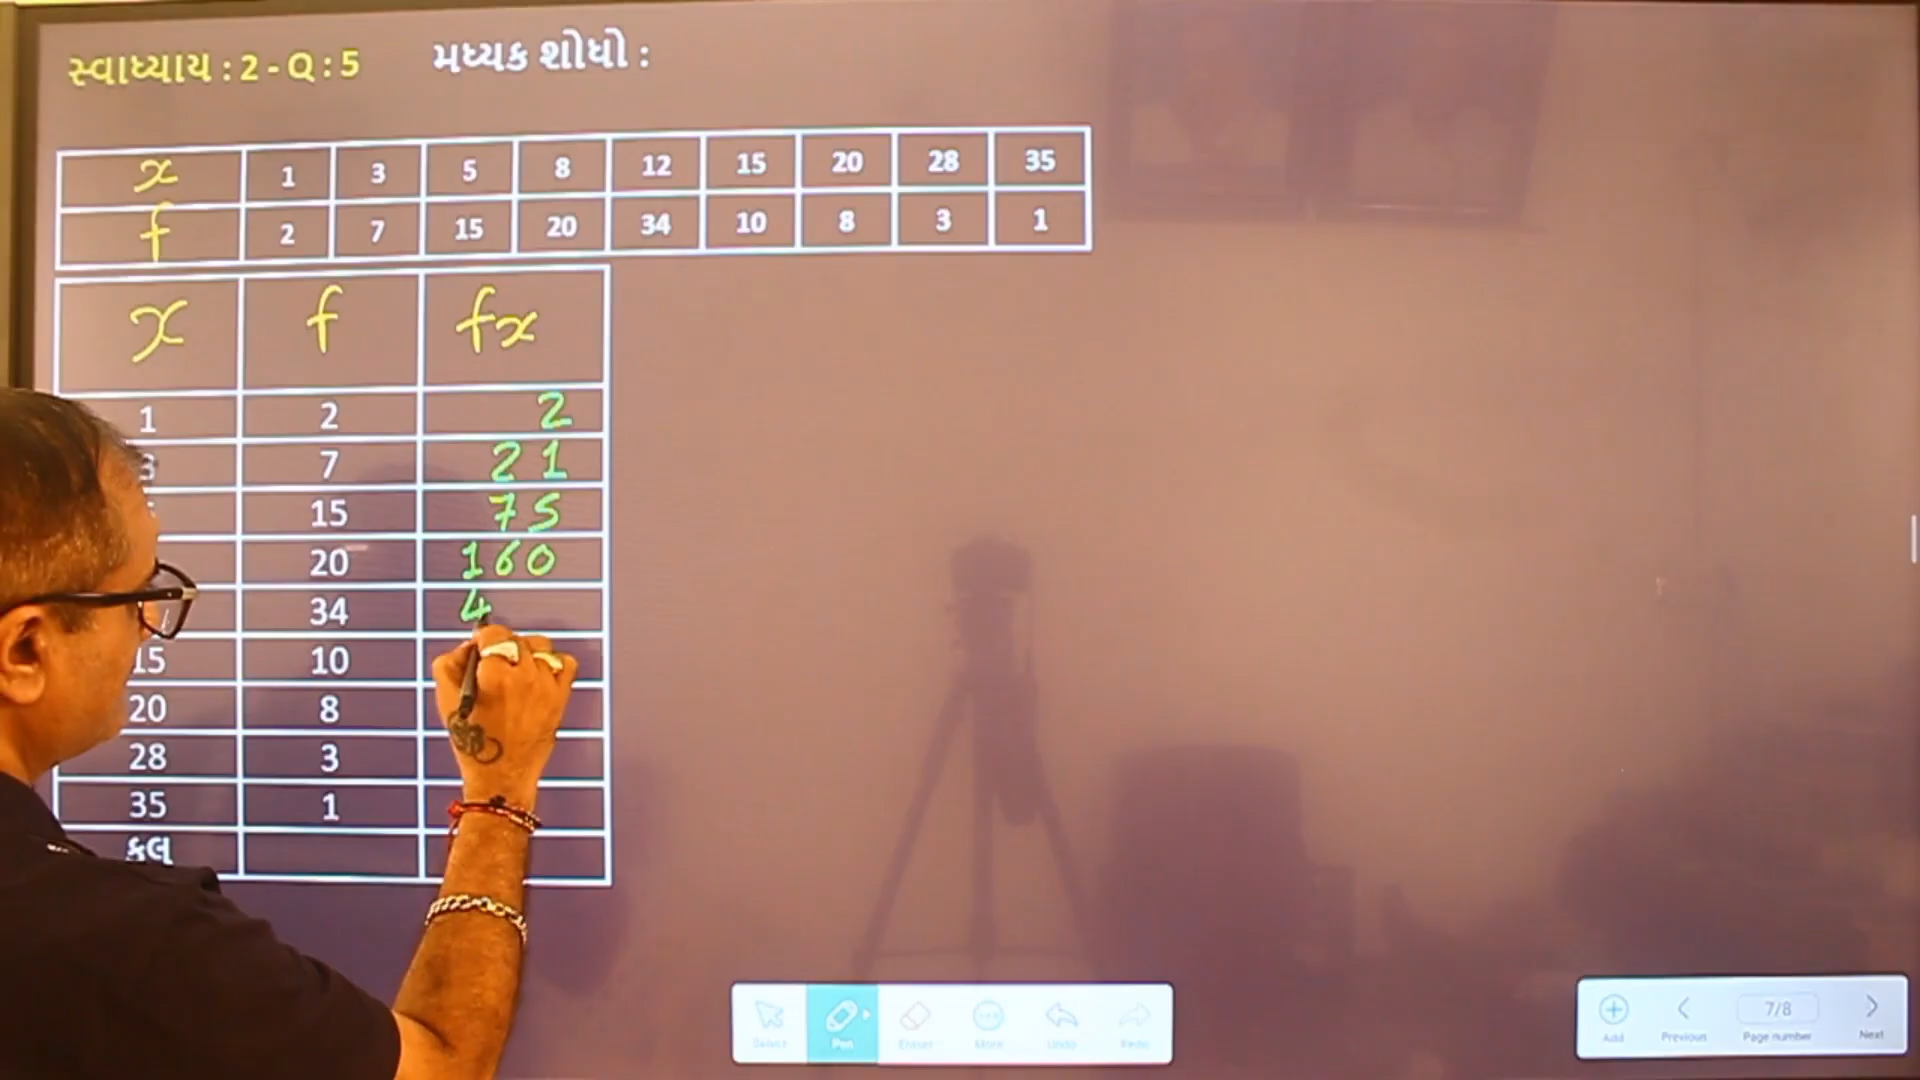 સ્વાધ્યાય : 2 - Q : 5 મધ્યક શોધો :
x 1 3 5 8 12 15 20 28 35
f 2 7 15 20 34 10 8 3 1
x f fx
1 2 2
3 7 21
15 75
20 160
34 4
15 10
20 8
28 3
35 1
કુલ
Select Pen Eraser More Undo Redo
Add Previous 7/8 Page number Next